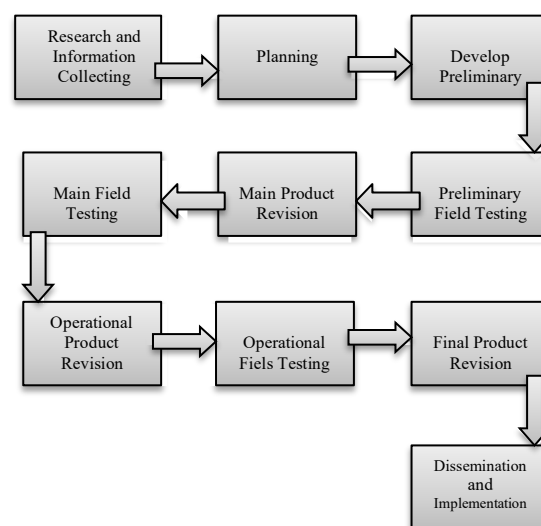 Research and
Information
Collecting
Planning
Develop
Preliminary
Main Field
Testing
Main Product
Revision
Preliminary
Field Testing
Operational
Product
Revision
Operational
Fiels Testing
Final Product
Revision
Dissemination
and
Implementation